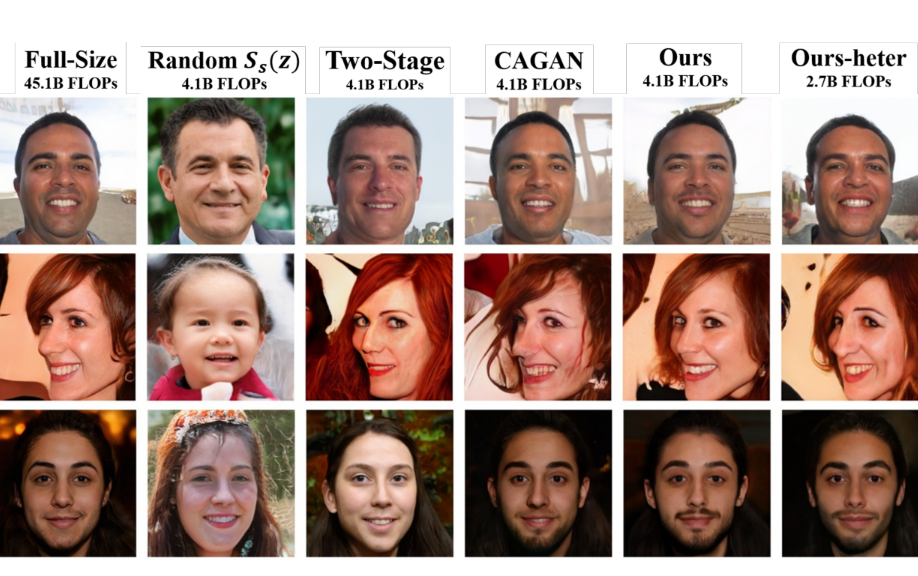 Full-Size
45.1B FLOPs
Random S_s(z)
4.1B FLOPs
Two-Stage
4.1B FLOPs
CAGAN
4.1B FLOPs
Ours
4.1B FLOPs
Ours-heter
2.7B FLOPs